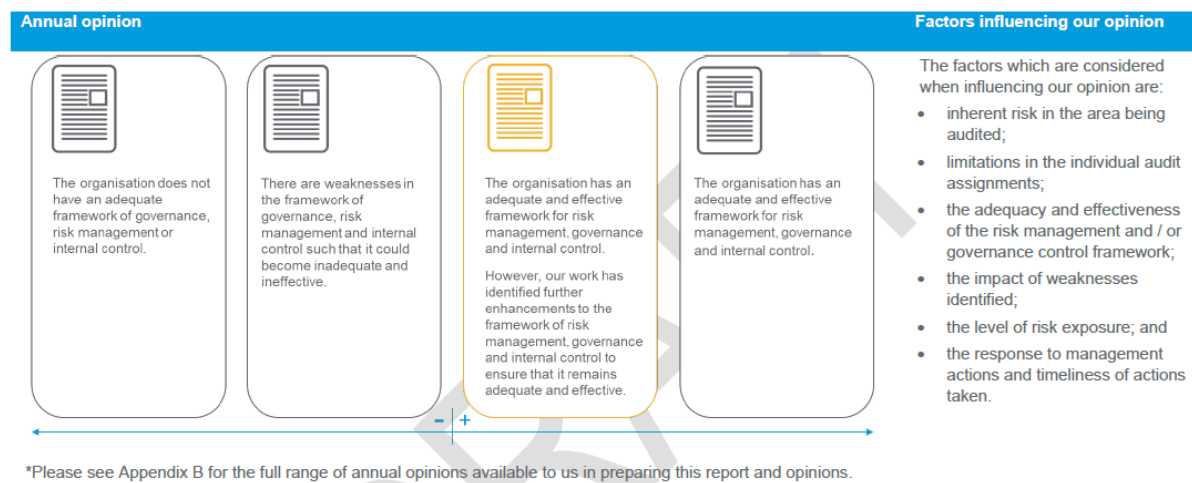 Annual opinion
Factors influencing our opinion
The organisation does not
have an adequate
framework of governance,
risk management or
internal control.
There are weaknesses in
the framework of
governance, risk
management and internal
control such that it could
become inadequate and
ineffective.
The organisation has an
adequate and effective
framework for risk
management, governance
and internal control.
However, our work has
identified further
enhancements to the
framework of risk
management, governance
and internal control to
ensure that it remains
adequate and effective.
The organisation has an
adequate and effective
framework for risk
management, governance
and internal control.
- +
The factors which are considered
when influencing our opinion are:
• inherent risk in the area being
audited;
• limitations in the individual audit
assignments;
• the adequacy and effectiveness
of the risk management and / or
governance control framework;
• the impact of weaknesses
identified;
• the level of risk exposure; and
• the response to management
actions and timeliness of actions
taken.
*Please see Appendix B for the full range of annual opinions available to us in preparing this report and opinions.